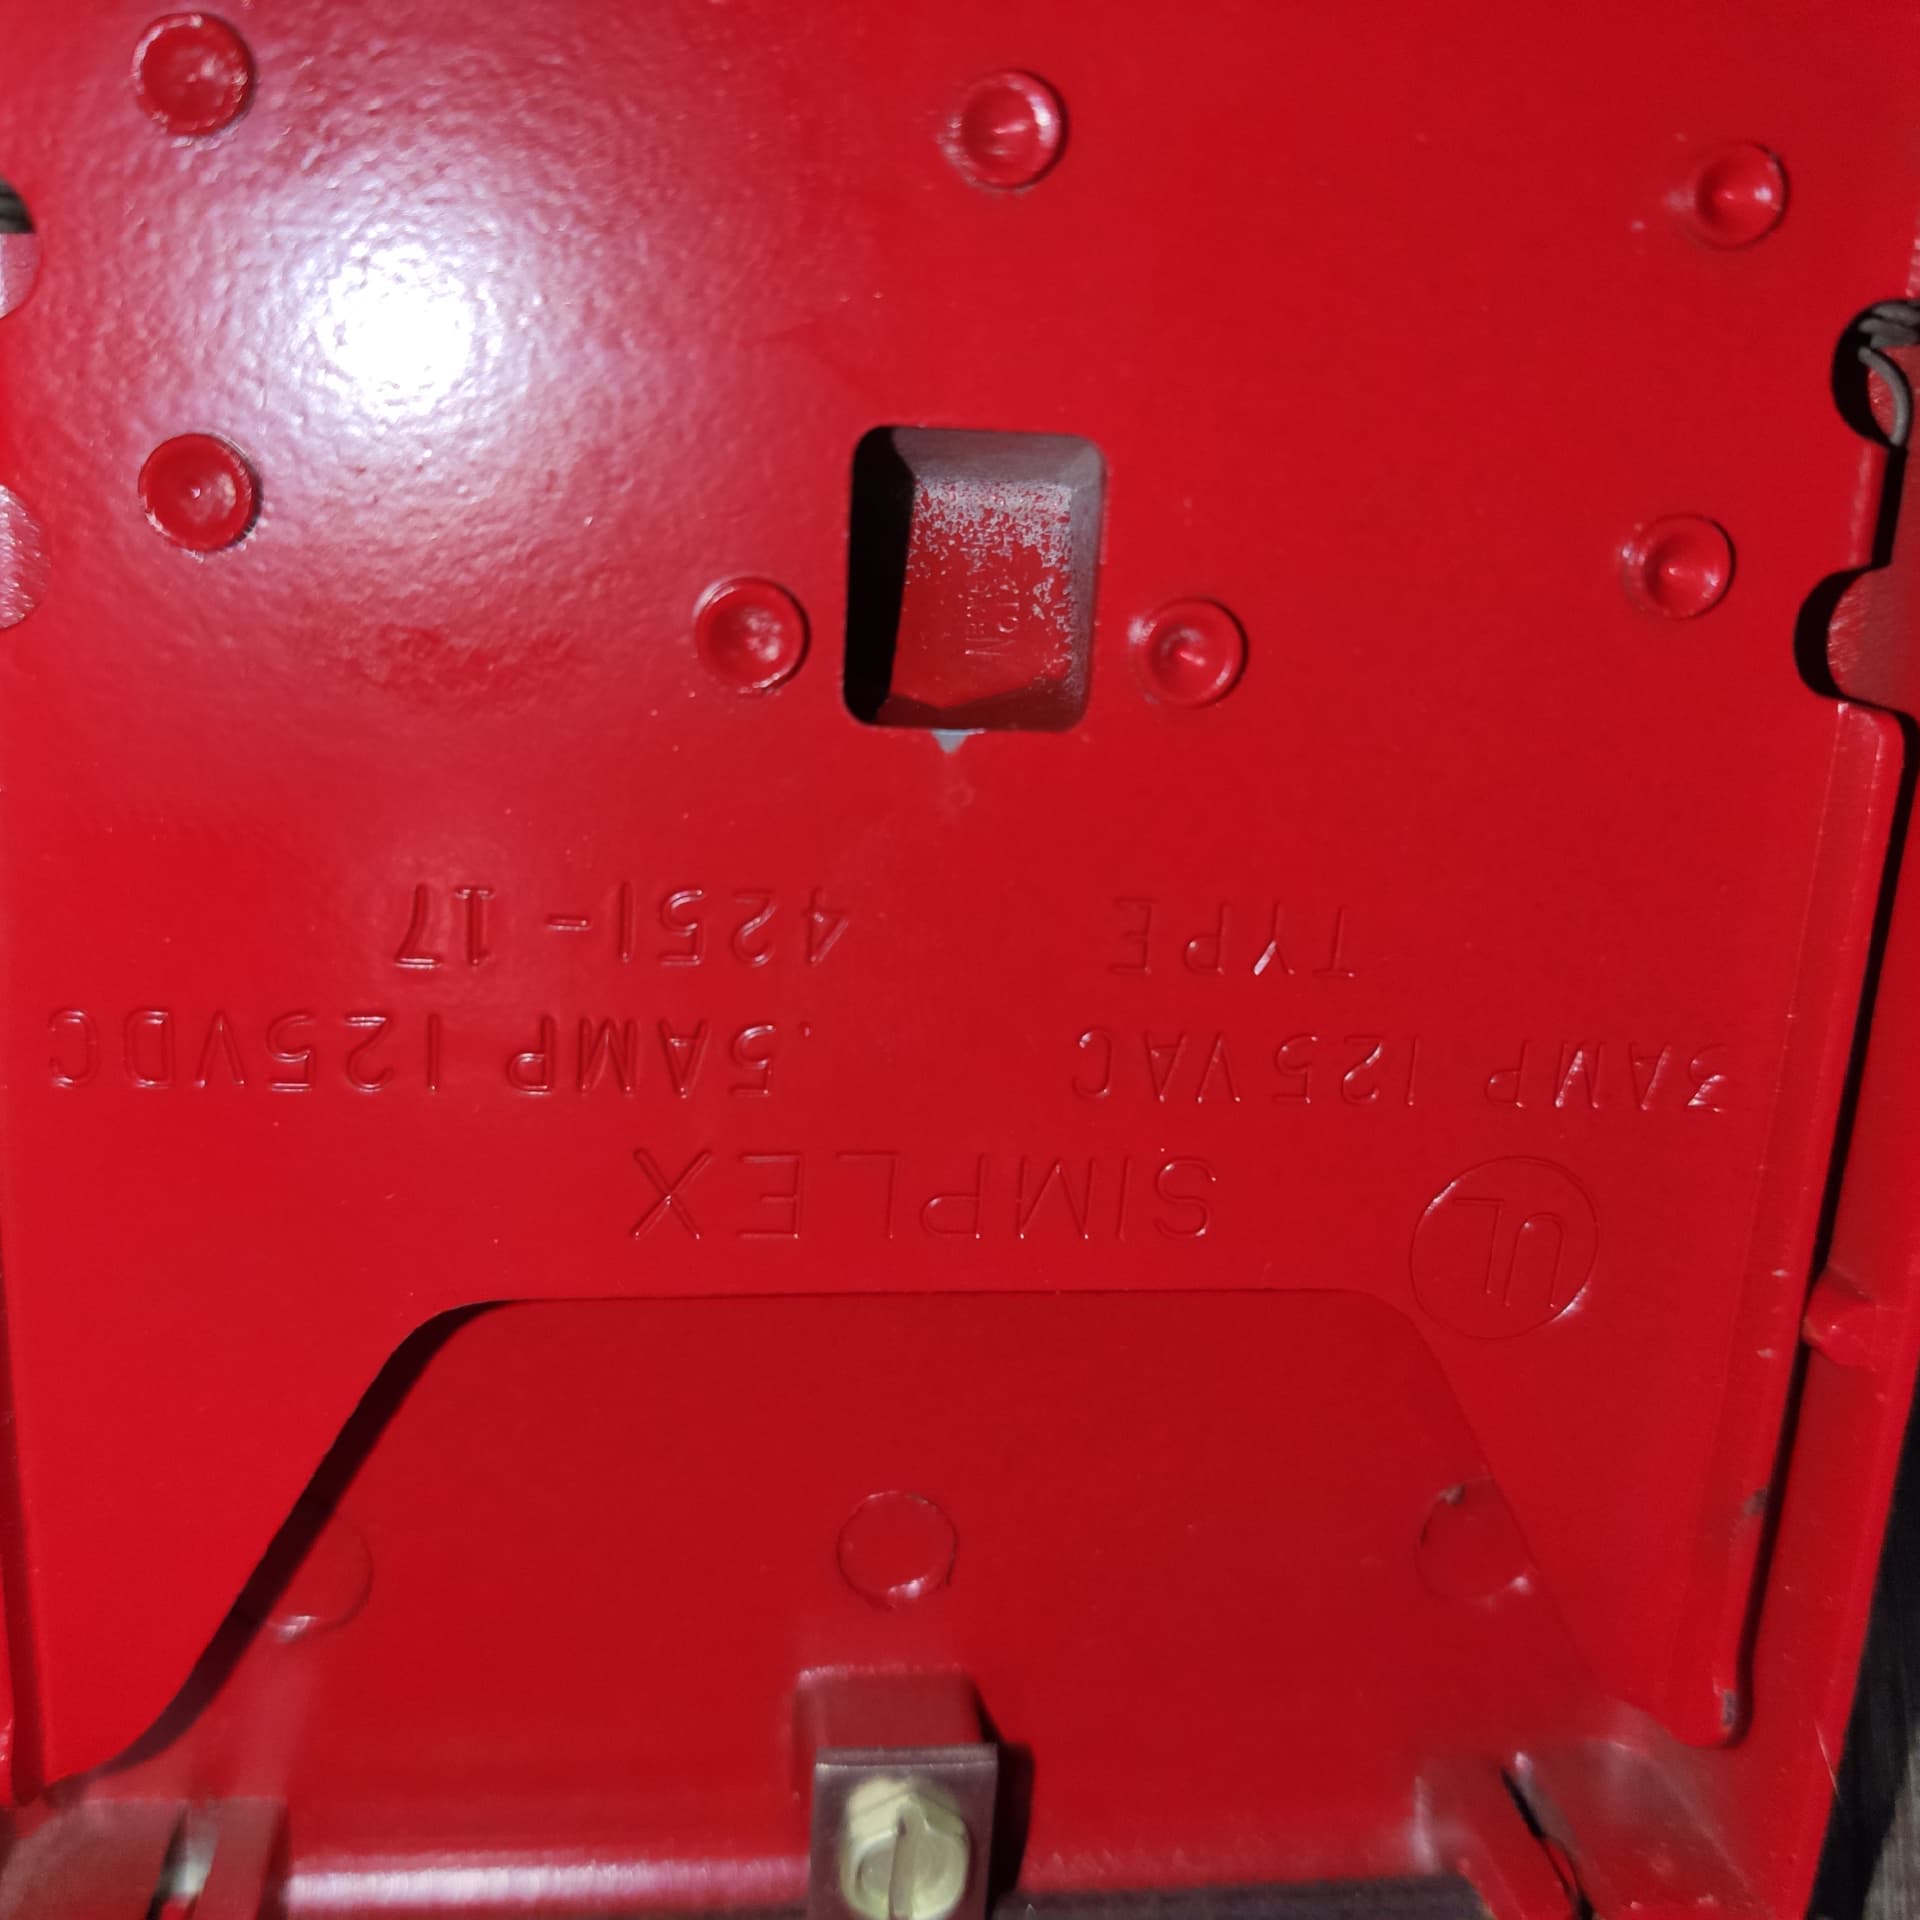 UL SIMPLEX
3AMP 125VAC .5AMP 125VDC
TYPE 4251-17